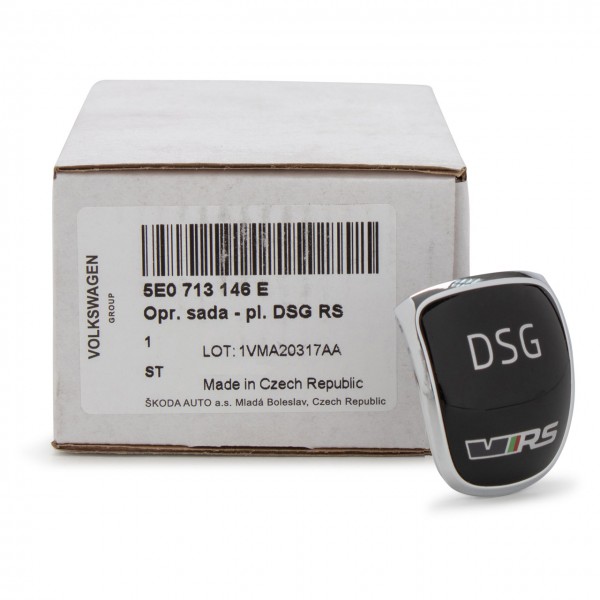 VOLKSWAGEN
GROUP
5E0 713 146 E
Opr. sada - pl. DSG RS
1
LOT: 1VMA20317AA
ST
Made in Czech Republic
ŠKODA AUTO a.s. Mladá Boleslav, Czech Republic
DSG
VRS